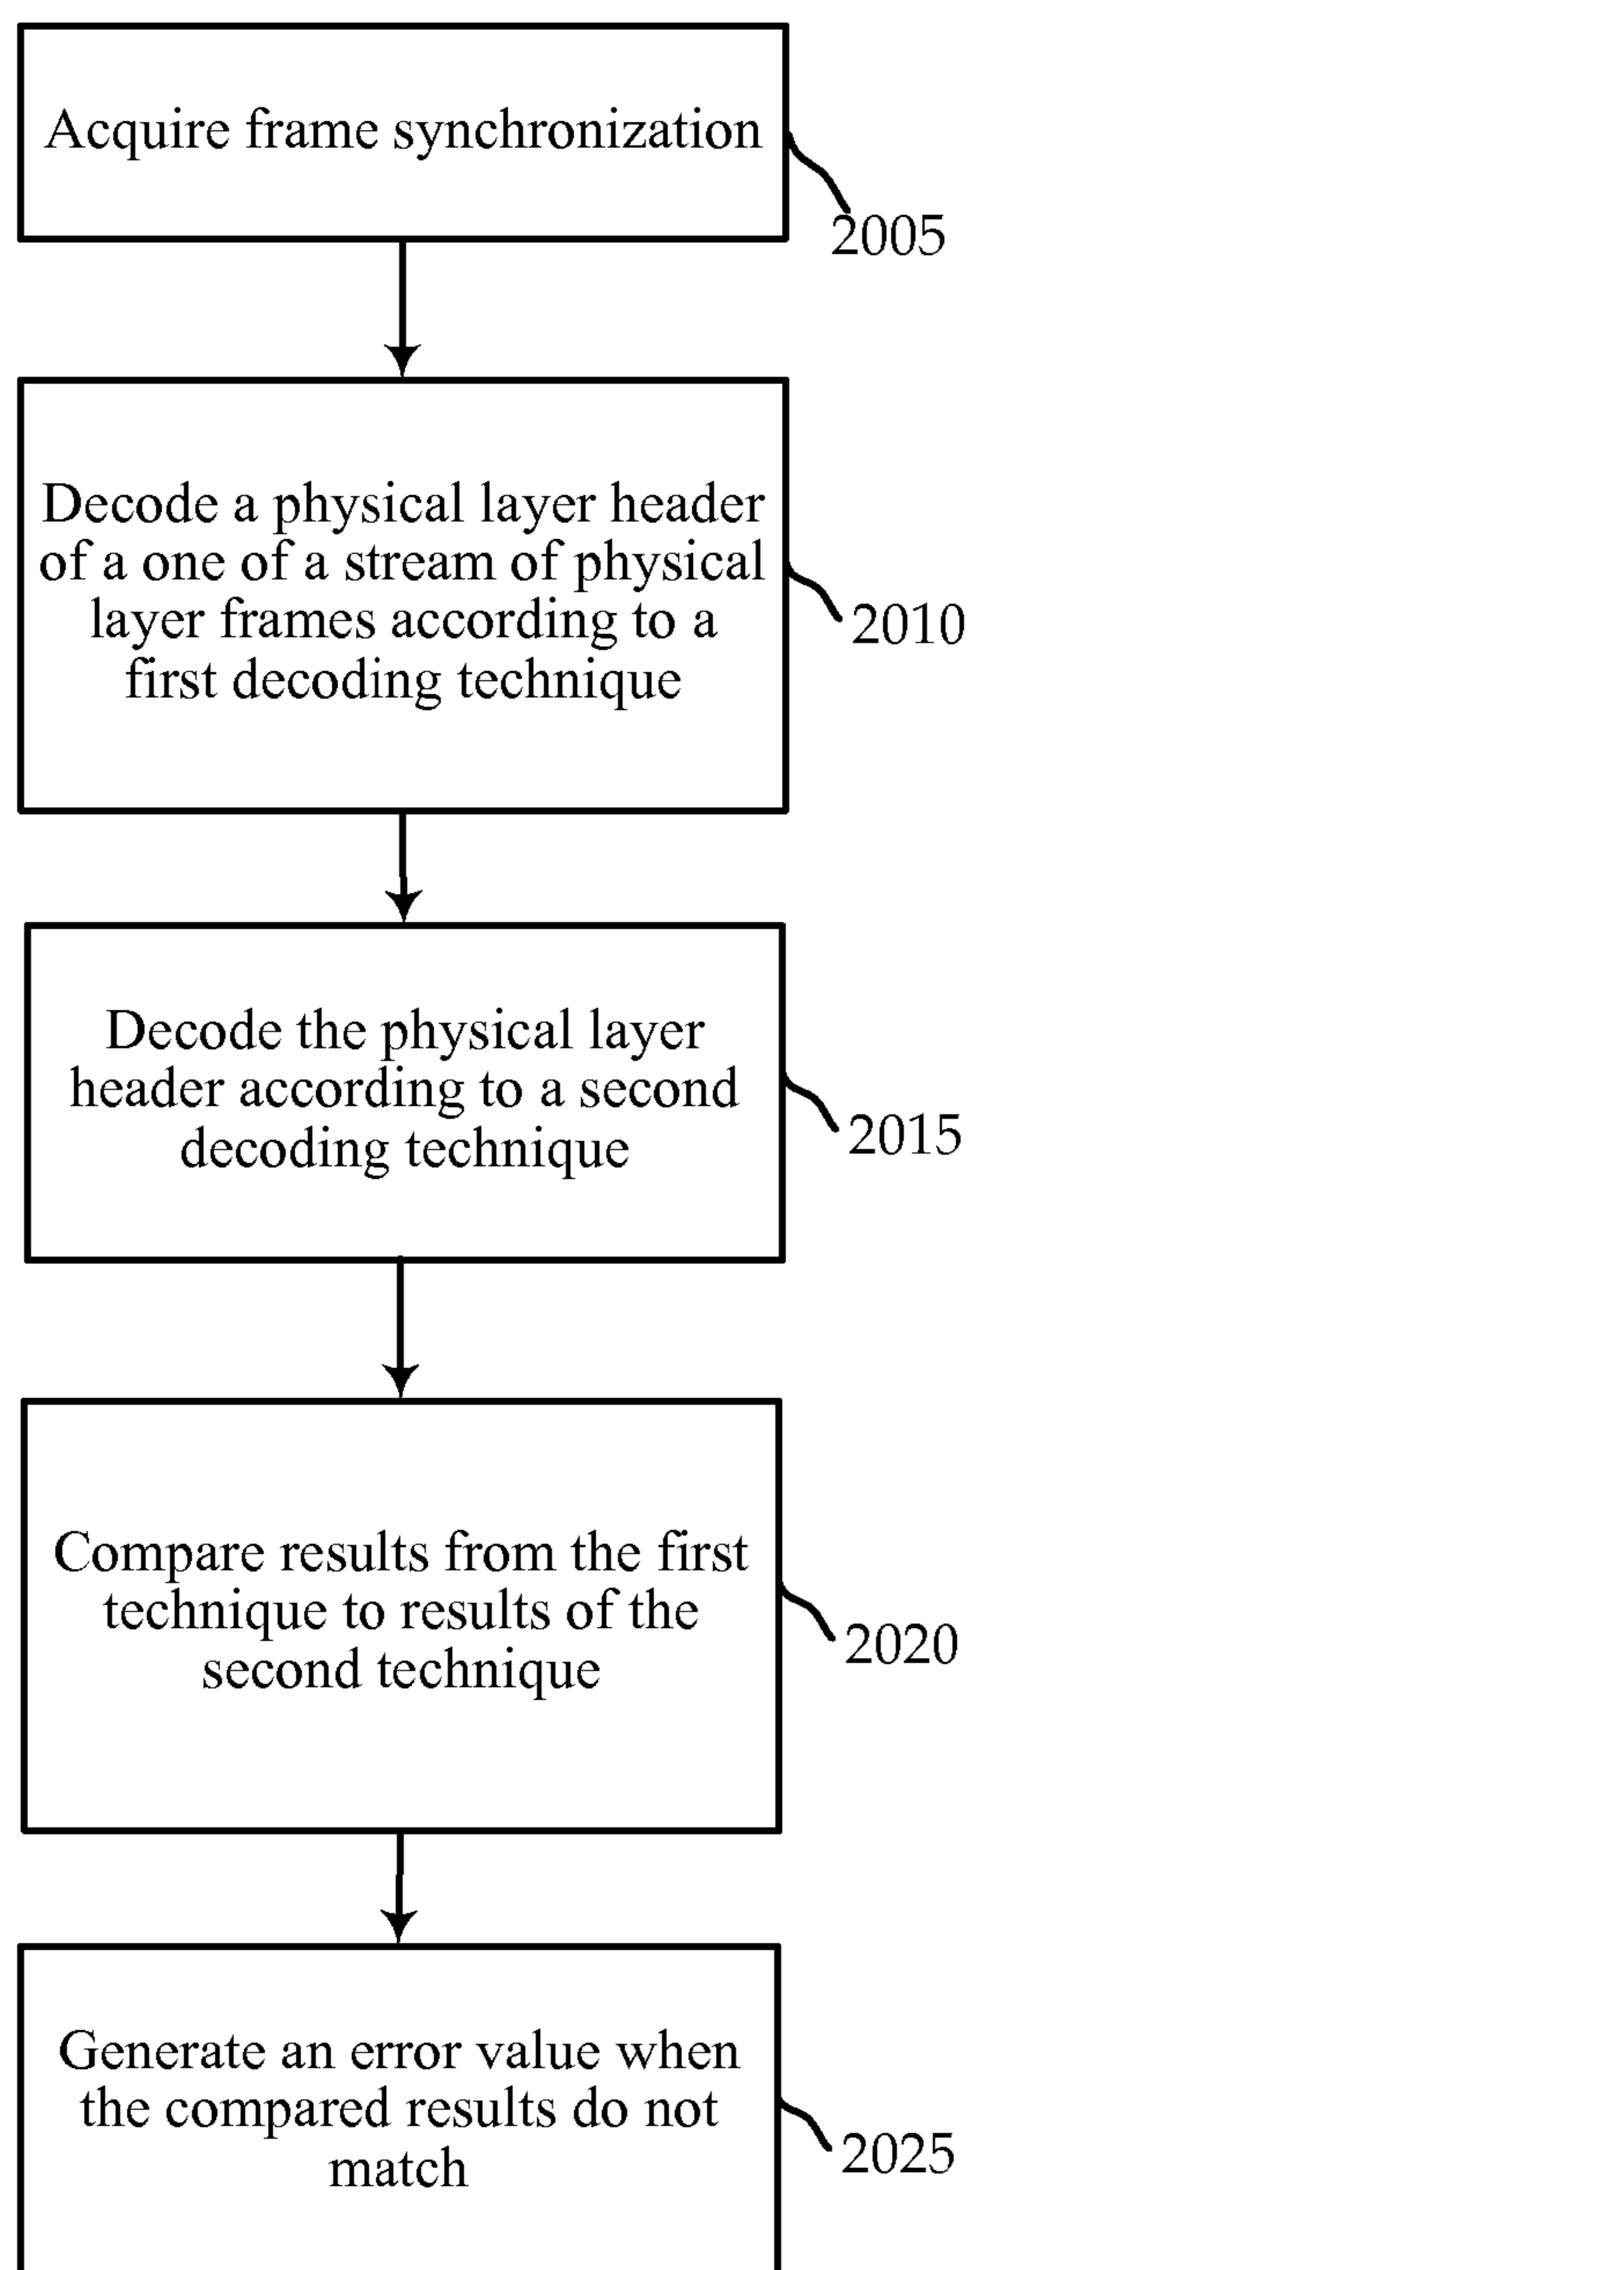 Acquire frame synchronization
2005
Decode a physical layer header
of a one of a stream of physical
layer frames according to a
first decoding technique
2010
Decode the physical layer
header according to a second
decoding technique
2015
Compare results from the first
technique to results of the
second technique
2020
Generate an error value when
the compared results do not
match
2025